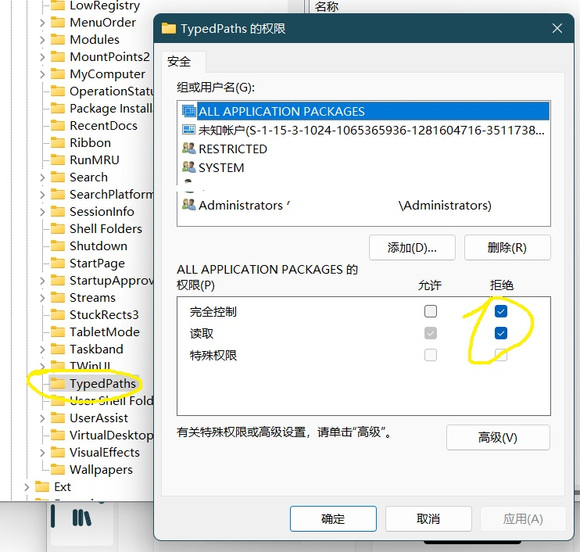 LowRegistry
MenuOrder
Modules
MountPoints2
MyComputer
OperationStatu
Package Install
RecentDocs
Ribbon
RunMRU
Search
SearchPlatform
SessionInfo
Shell Folders
Shutdown
StartPage
StartupApprov
Streams
StuckRects3
TabletMode
Taskband
TWinUI
TypedPaths
User Shell Fold
UserAssist
VirtualDesktop
VisualEffects
Wallpapers
Ext
名称
TypedPaths 的权限
安全
组或用户名(G):
ALL APPLICATION PACKAGES
未知帐户(S-1-15-3-1024-1065365936-1281604716-3511738...
RESTRICTED
SYSTEM
Administrators \Administrators)
添加(D)...
删除(R)
ALL APPLICATION PACKAGES 的
权限(P)
允许
拒绝
完全控制
读取
特殊权限
有关特殊权限或高级设置，请单击"高级"。
高级(V)
确定
取消
应用(A)